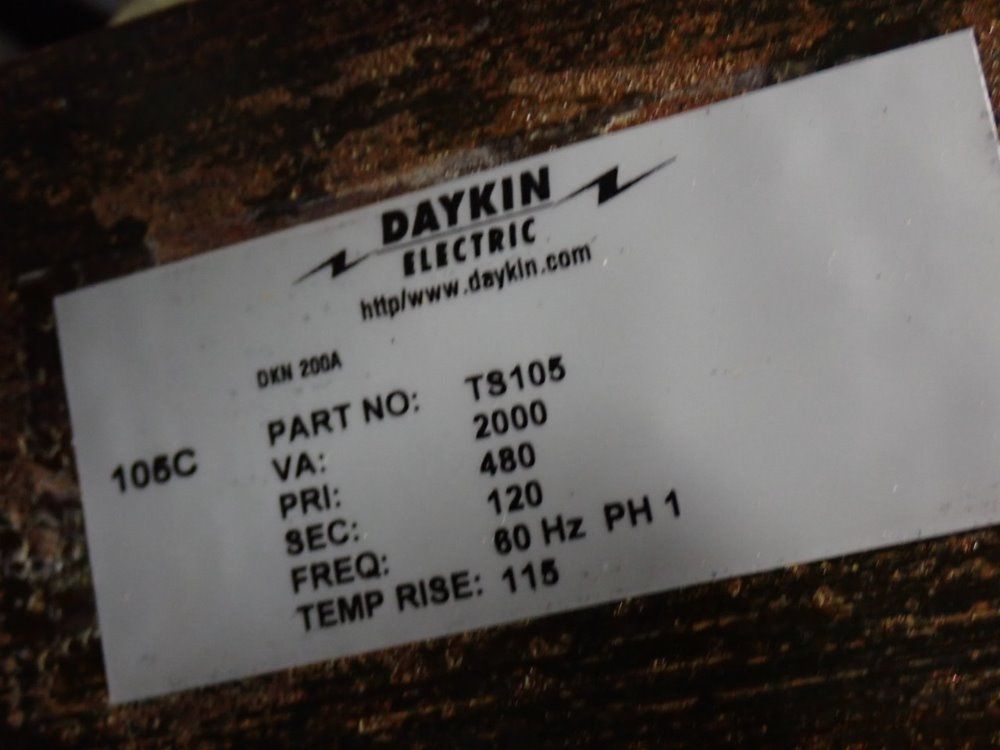 DAYKIN
ELECTRIC
http/www.daykin.com
DKN 200A
105C
PART NO: TS105
VA: 2000
PRI: 480
SEC: 120
FREQ: 60 Hz PH 1
TEMP RISE: 115